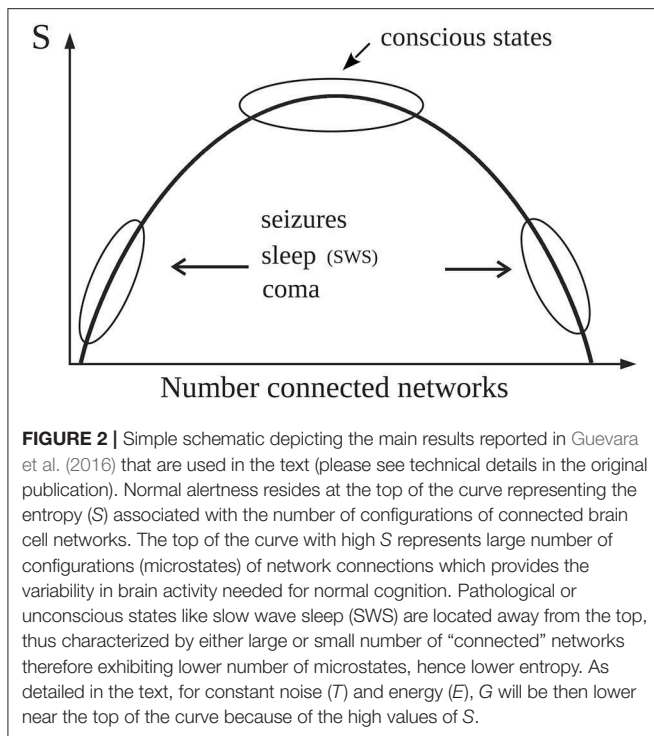 S
conscious states
seizures
sleep (SWS)
coma
Number connected networks
FIGURE 2 | Simple schematic depicting the main results reported in Guevara
et al. (2016) that are used in the text (please see technical details in the original
publication). Normal alertness resides at the top of the curve representing the
entropy (S) associated with the number of configurations of connected brain
cell networks. The top of the curve with high S represents large number of
configurations (microstates) of network connections which provides the
variability in brain activity needed for normal cognition. Pathological or
unconscious states like slow wave sleep (SWS) are located away from the top,
thus characterized by either large or small number of “connected” networks
therefore exhibiting lower number of microstates, hence lower entropy. As
detailed in the text, for constant noise (T) and energy (E), G will be then lower
near the top of the curve because of the high values of S.